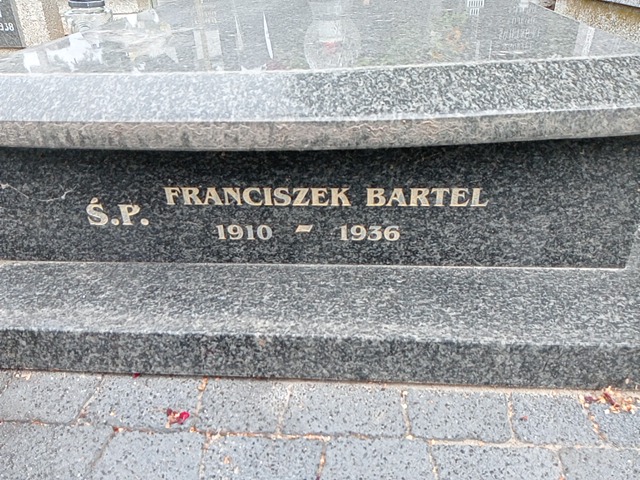 Ś.P. FRANCISZEK BARTEL
1910 - 1936